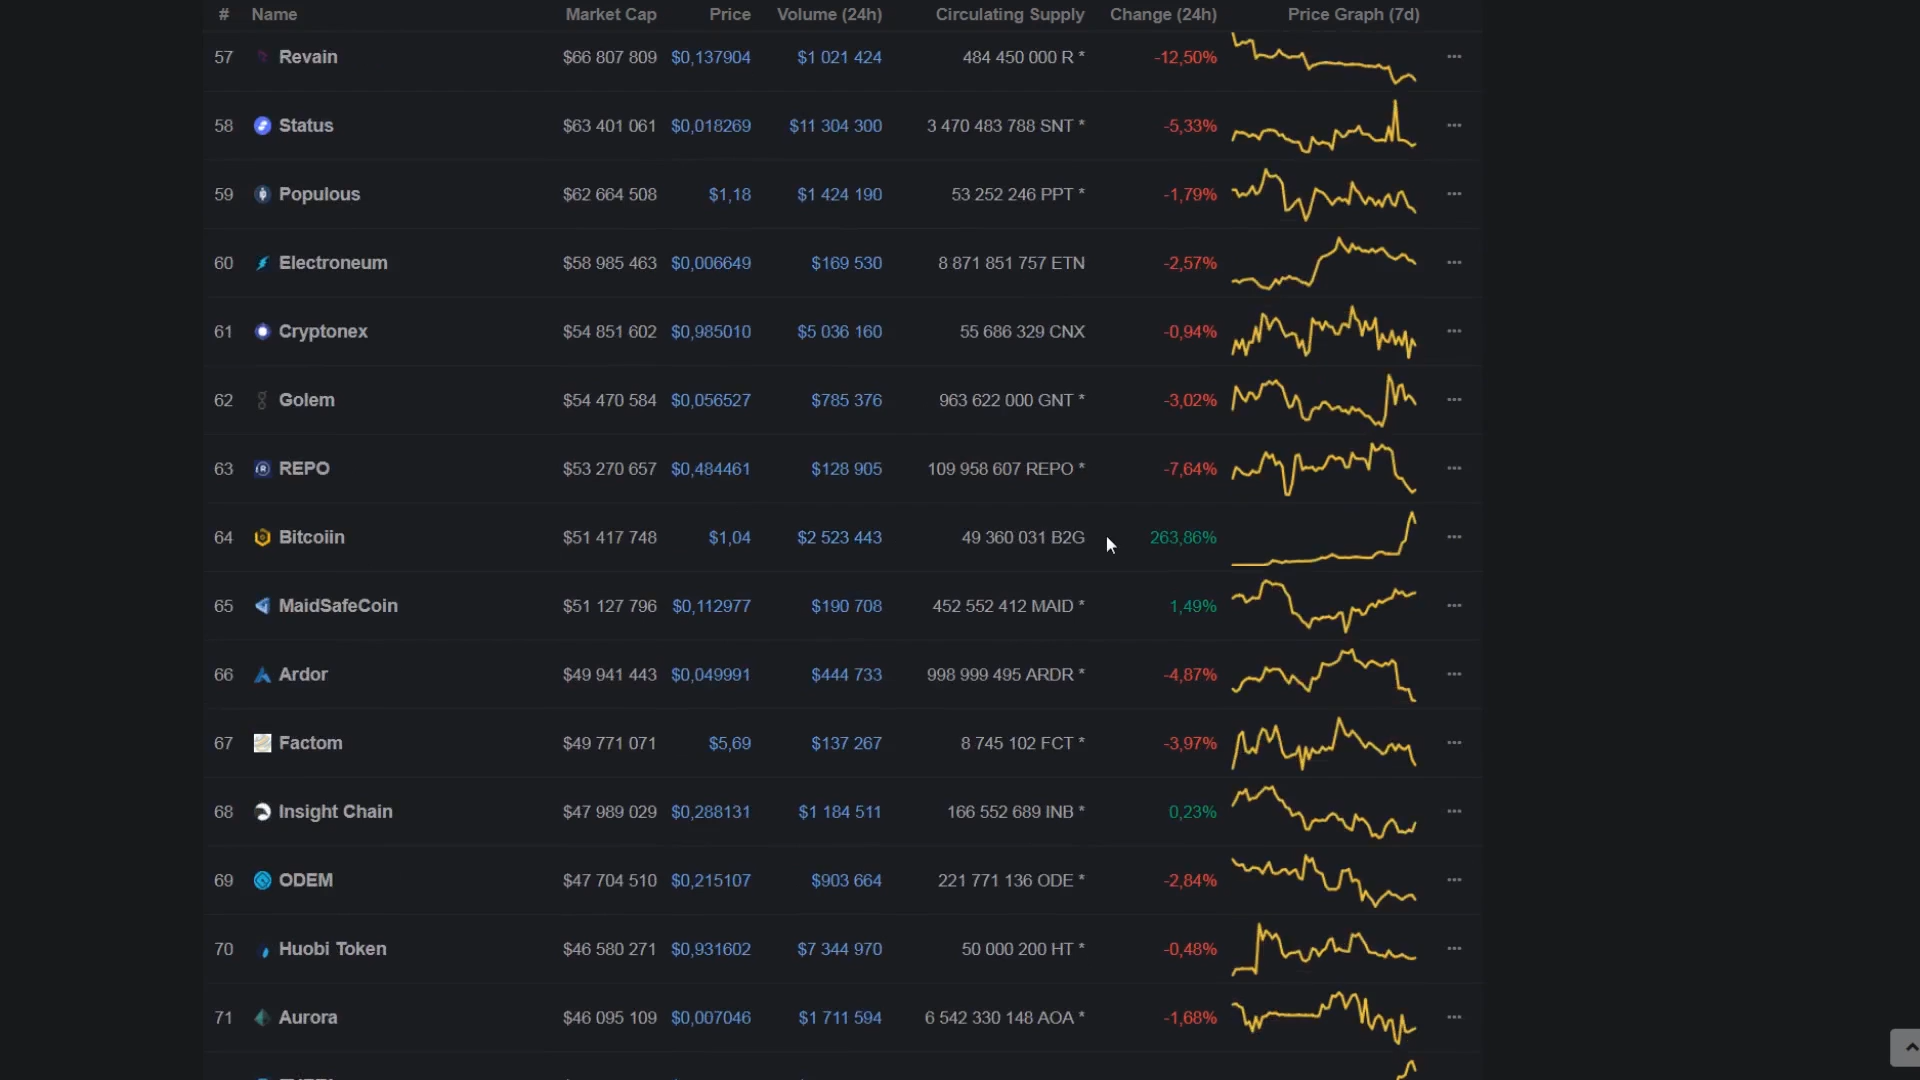 # Name Market Cap Price Volume (24h) Circulating Supply Change (24h) Price Graph (7d)
57 Revain $66 807 809 $0,137904 $1 021 424 484 450 000 R * -12,50%
58 Status $63 401 061 $0,018269 $11 304 300 3 470 483 788 SNT * -5,33%
59 Populous $62 664 508 $1,18 $1 424 190 53 252 246 PPT * -1,79%
60 Electroneum $58 985 463 $0,006649 $169 530 8 871 851 757 ETN -2,57%
61 Cryptonex $54 851 602 $0,985010 $5 036 160 55 686 329 CNX -0,94%
62 Golem $54 470 584 $0,056527 $785 376 963 622 000 GNT * -3,02%
63 REPO $53 270 657 $0,484461 $128 905 109 958 607 REPO * -7,64%
64 Bitcoiin $51 417 748 $1,04 $2 523 443 49 360 031 B2G 263,86%
65 MaidSafeCoin $51 127 796 $0,112977 $190 708 452 552 412 MAID * 1,49%
66 Ardor $49 941 443 $0,049991 $444 733 998 999 495 ARDR * -4,87%
67 Factom $49 771 071 $5,69 $137 267 8 745 102 FCT * -3,97%
68 Insight Chain $47 989 029 $0,288131 $1 184 511 166 552 689 INB * 0,23%
69 ODEM $47 704 510 $0,215107 $903 664 221 771 136 ODE * -2,84%
70 Huobi Token $46 580 271 $0,931602 $7 344 970 50 000 200 HT * -0,48%
71 Aurora $46 095 109 $0,007046 $1 711 594 6 542 330 148 AOA * -1,68%